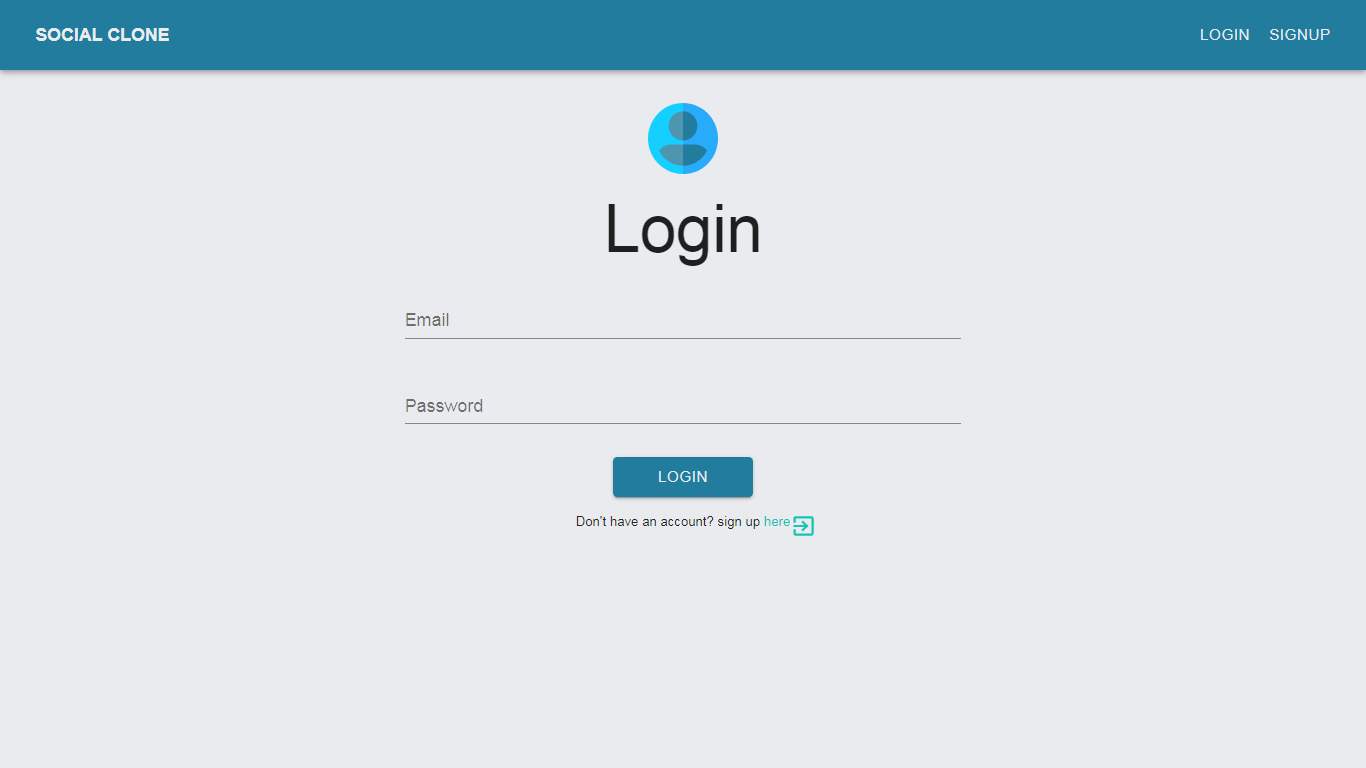 SOCIAL CLONE
LOGIN SIGNUP
Login
Email
Password
LOGIN
Don't have an account? sign up here